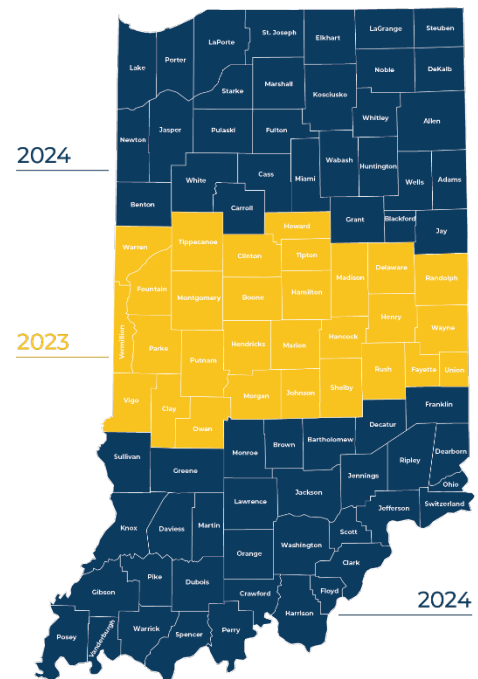 LaGrange
Steuben
St. Joseph
Elkhart
LaPorte
Porter
Lake
Noble
DeKalb
Marshall
Starke
Kosciusko
Whitley
Allen
Newton
Jasper
Pulaski
Fulton
2024
Wabash
Huntington
Cass
White
Miami
Wells
Adams
Benton
Carroll
Grant
Blackford
Jay
Howard
Warren
Tippecanoe
Clinton
Tipton
Madison
Delaware
Randolph
Fountain
Montgomery
Boone
Hamilton
Henry
Wayne
2023
Vermillion
Parke
Putnam
Hendricks
Marion
Hancock
Rush
Fayette
Union
Vigo
Clay
Owen
Morgan
Johnson
Shelby
Franklin
Decatur
Sullivan
Greene
Monroe
Brown
Bartholomew
Dearborn
Ripley
Jennings
Ohio
Lawrence
Jackson
Switzerland
Jefferson
Knox
Daviess
Martin
Scott
Orange
Washington
Clark
Gibson
Pike
Dubois
Crawford
Floyd
Harrison
2024
Posey
Vanderburgh
Warrick
Spencer
Perry